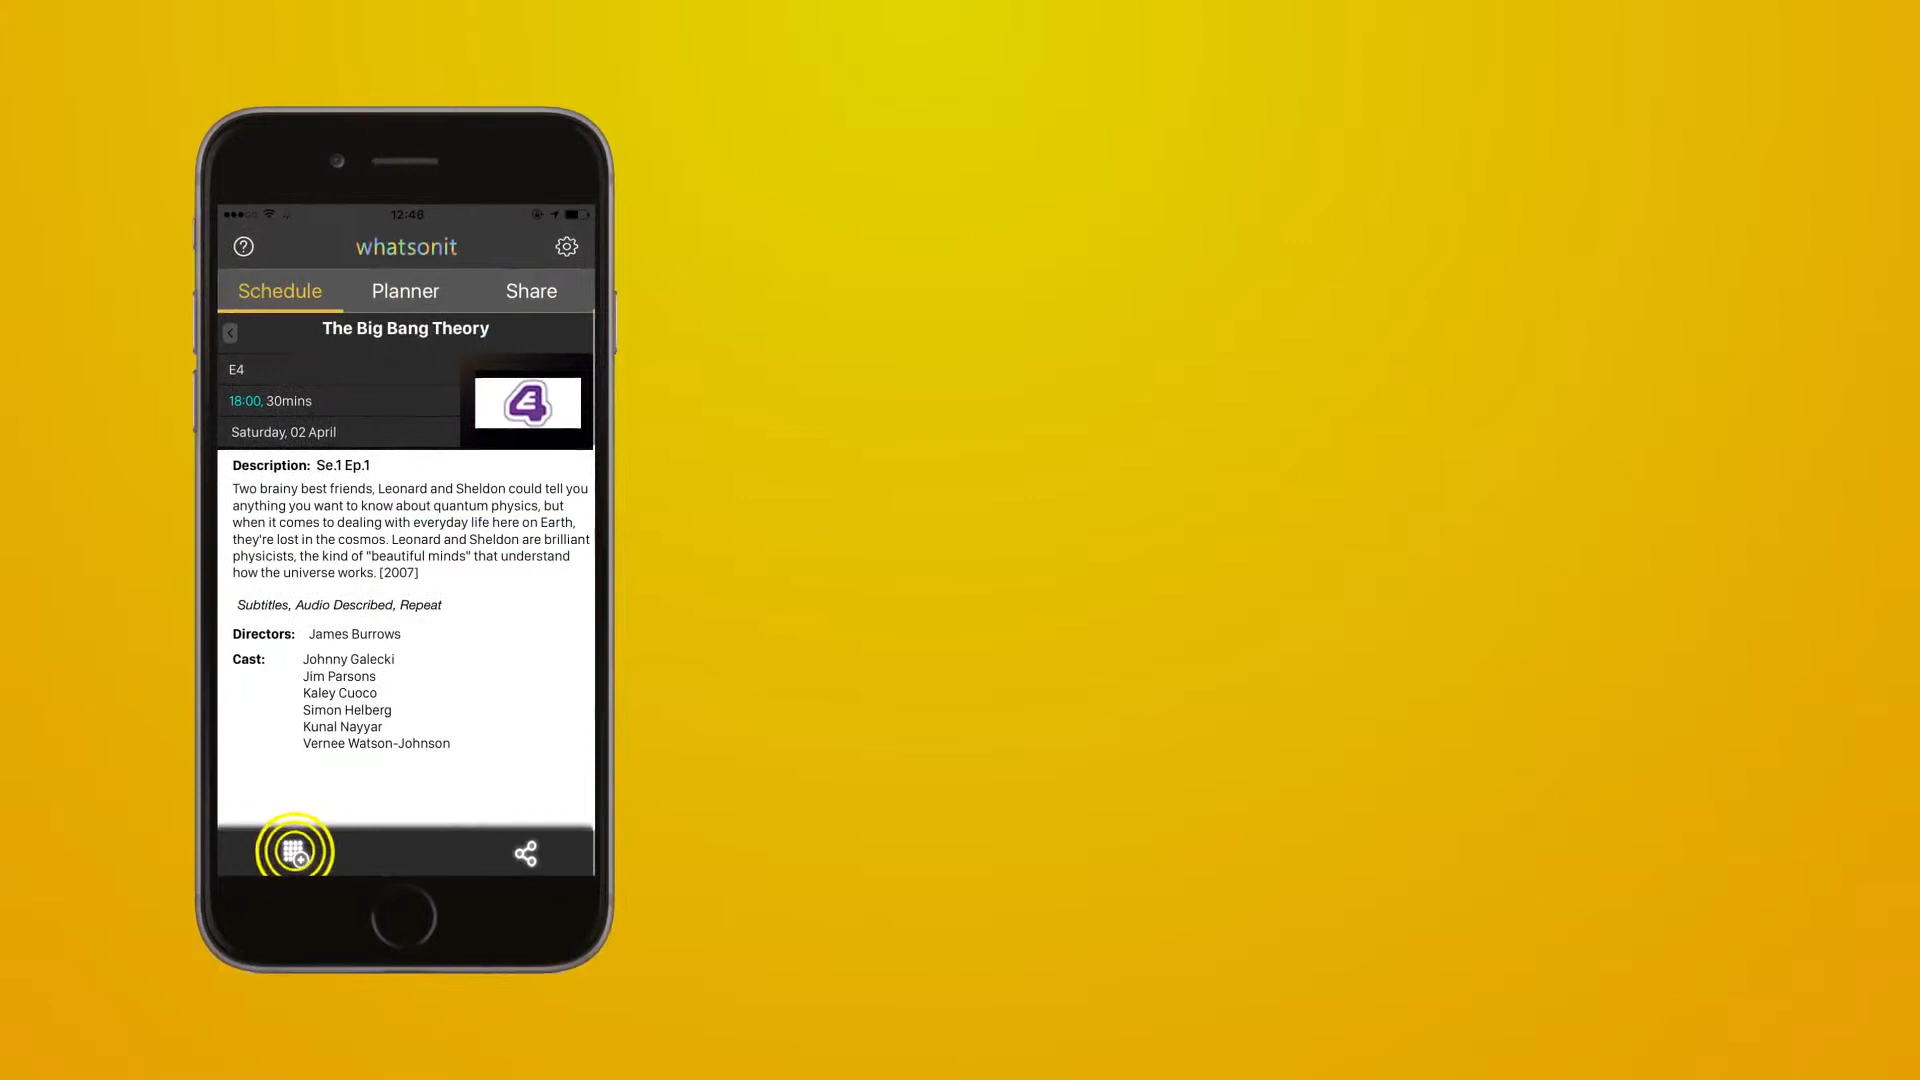 12:46
whatsonit
Schedule
Planner
Share
The Big Bang Theory
E4
18:00, 30mins
Saturday, 02 April
E4
Description: Se.1 Ep.1
Two brainy best friends, Leonard and Sheldon could tell you
anything you want to know about quantum physics, but
when it comes to dealing with everyday life here on Earth,
they're lost in the cosmos. Leonard and Sheldon are brilliant
physicists, the kind of "beautiful minds" that understand
how the universe works. [2007]
Subtitles, Audio Described, Repeat
Directors: James Burrows
Cast: Johnny Galecki
Jim Parsons
Kaley Cuoco
Simon Helberg
Kunal Nayyar
Vernee Watson-Johnson